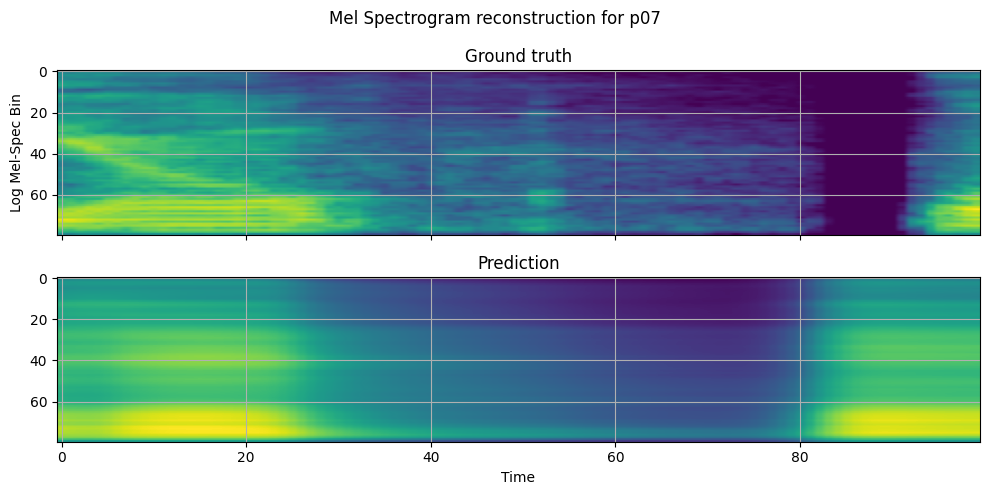 Mel Spectrogram reconstruction for p07
Ground truth
Log Mel-Spec Bin
0
20
40
60
Prediction
0
20
40
60
0 20 40 60 80
Time